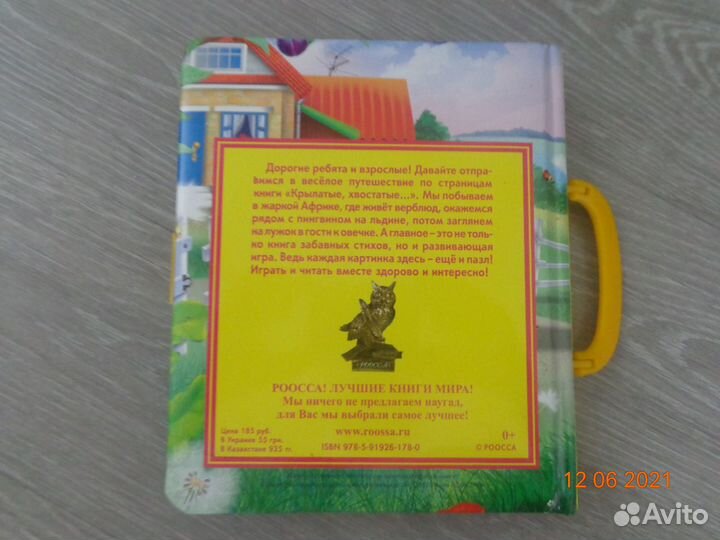 Дорогие ребята и взрослые! Давайте отпра-
вимся в весёлое путешествие по страницам
книги «Крылатые, хвостатые...». Мы побываем
в жаркой Африке, где живёт верблюд, окажемся
рядом с пингвином на льдине, потом заглянем
на лужок в гости к овечке. А главное – это не толь-
ко книга забавных стихов, но и развивающая
игра. Ведь каждая картинка здесь – ещё и пазл!
Играть и читать вместе здорово и интересно!
РООССА
РООССА! ЛУЧШИЕ КНИГИ МИРА!
Мы ничего не предлагаем наугад,
для Вас мы выбрали самое лучшее!
Цена 185 руб.
В Украине 55 грн.
В Казахстане 935 тг.
www.roossa.ru
0+
ISBN 978-5-91926-178-0
© РООССА
12 06 2021
Avito